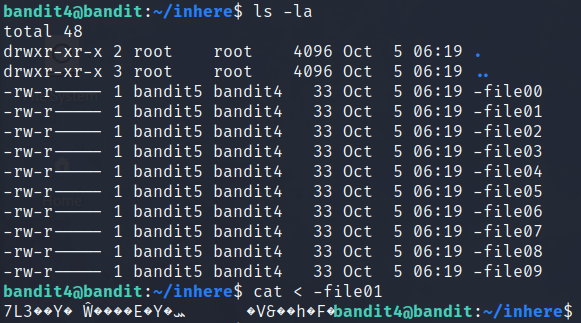 bandit4@bandit:~/inhere$ ls -la
total 48
drwxr-xr-x 2 root    root    4096 Oct  5 06:19 .
drwxr-xr-x 3 root    root    4096 Oct  5 06:19 ..
-rw-r----- 1 bandit5 bandit4   33 Oct  5 06:19 -file00
-rw-r----- 1 bandit5 bandit4   33 Oct  5 06:19 -file01
-rw-r----- 1 bandit5 bandit4   33 Oct  5 06:19 -file02
-rw-r----- 1 bandit5 bandit4   33 Oct  5 06:19 -file03
-rw-r----- 1 bandit5 bandit4   33 Oct  5 06:19 -file04
-rw-r----- 1 bandit5 bandit4   33 Oct  5 06:19 -file05
-rw-r----- 1 bandit5 bandit4   33 Oct  5 06:19 -file06
-rw-r----- 1 bandit5 bandit4   33 Oct  5 06:19 -file07
-rw-r----- 1 bandit5 bandit4   33 Oct  5 06:19 -file08
-rw-r----- 1 bandit5 bandit4   33 Oct  5 06:19 -file09
bandit4@bandit:~/inhere$ cat < -file01
7L3��Y� Ŵ����E�Y� �V&��h�F�bandit4@bandit:~/inhere$